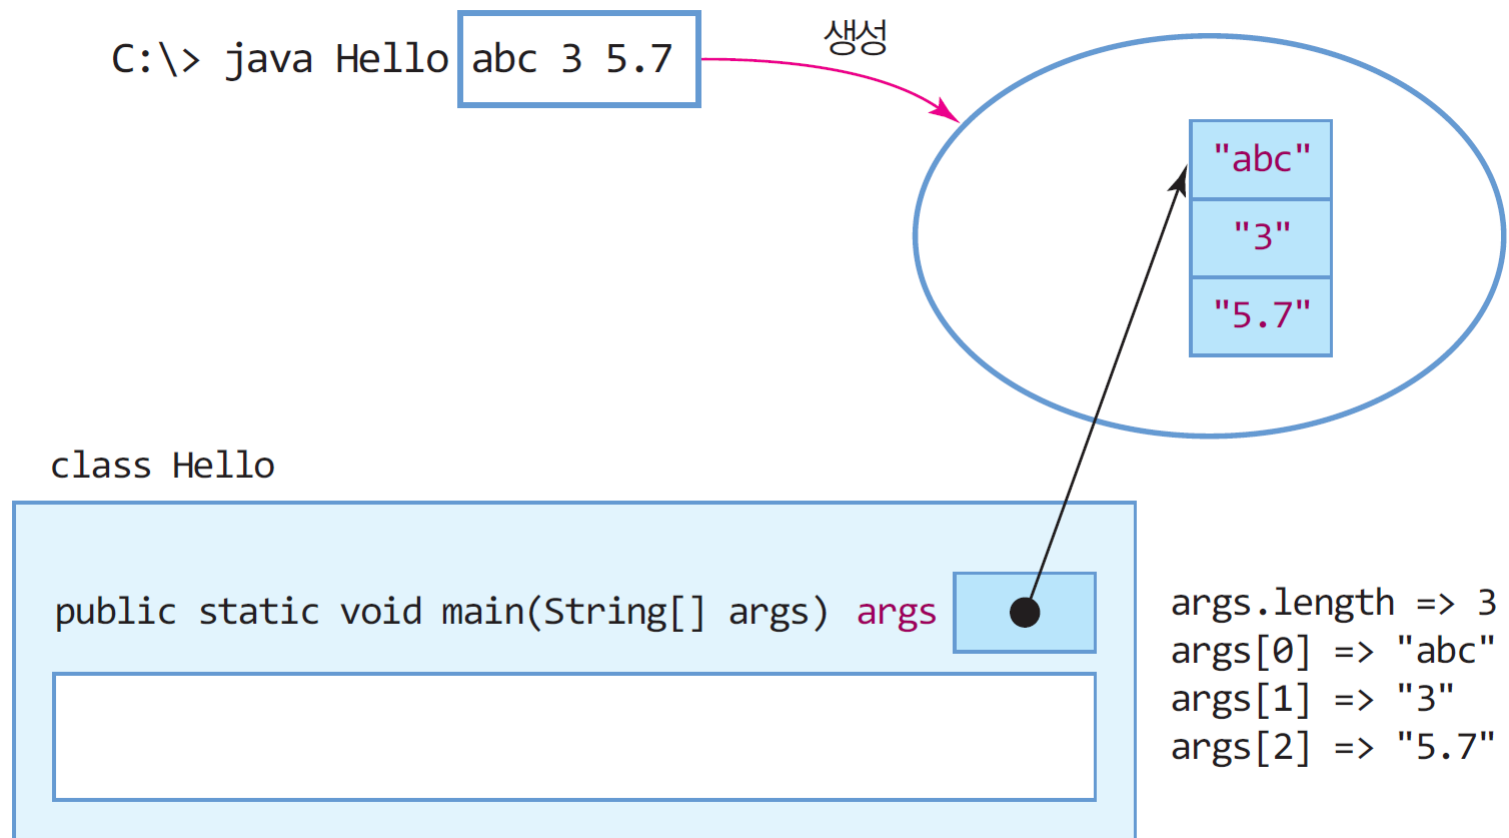 C:\> java Hello abc 3 5.7
생성
"abc"
"3"
"5.7"
class Hello
public static void main(String[] args) args
args.length => 3
args[0] => "abc"
args[1] => "3"
args[2] => "5.7"